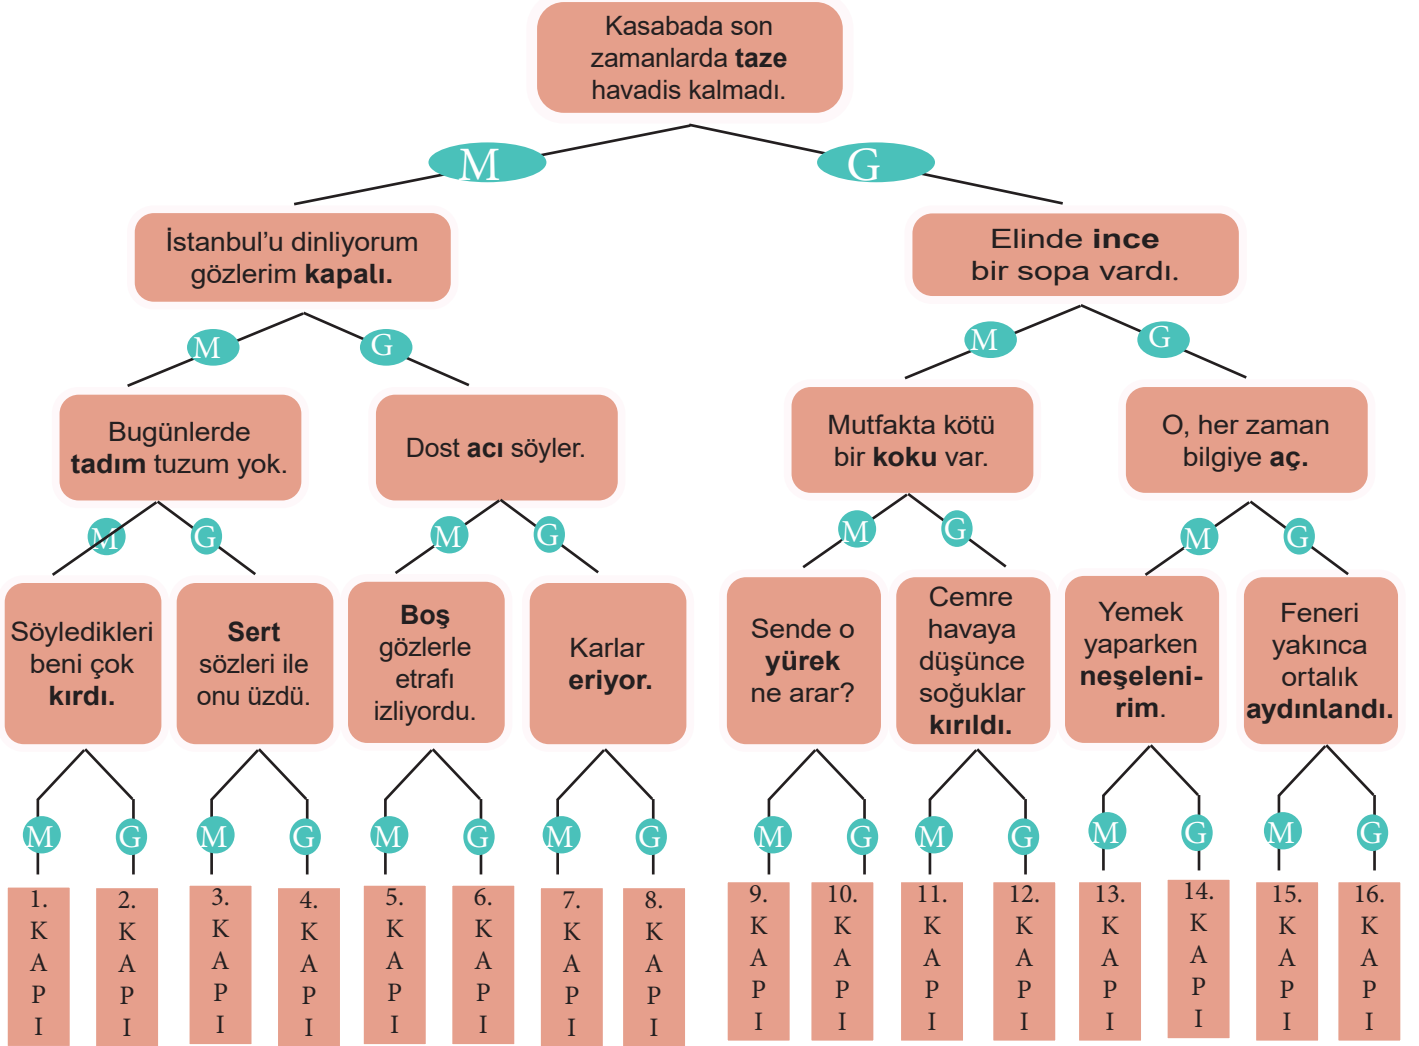 Kasabada son
zamanlarda taze
havadis kalmadı.
M
G
İstanbul’u dinliyorum
gözlerim kapalı.
Elinde ince
bir sopa vardı.
M
G
M
G
Bugünlerde
tadım tuzum yok.
Dost acı söyler.
Mutfakta kötü
bir koku var.
O, her zaman
bilgiye aç.
M
G
M
G
M
G
M
G
Söyledikleri
beni çok
kırdı.
Sert
sözleri ile
onu üzdü.
Boş
gözlerle
etrafı
izliyordu.
Karlar
eriyor.
Sende o
yürek
ne arar?
Cemre
havaya
düşünce
soğuklar
kırıldı.
Yemek
yaparken
neşeleni-
rim.
Feneri
yakınca
ortalık
aydınlandı.
M
G
M
G
M
G
M
G
M
G
M
G
M
G
M
G
1.
K
A
P
I
2.
K
A
P
I
3.
K
A
P
I
4.
K
A
P
I
5.
K
A
P
I
6.
K
A
P
I
7.
K
A
P
I
8.
K
A
P
I
9.
K
A
P
I
10.
K
A
P
I
11.
K
A
P
I
12.
K
A
P
I
13.
K
A
P
I
14.
K
A
P
I
15.
K
A
P
I
16.
K
A
P
I